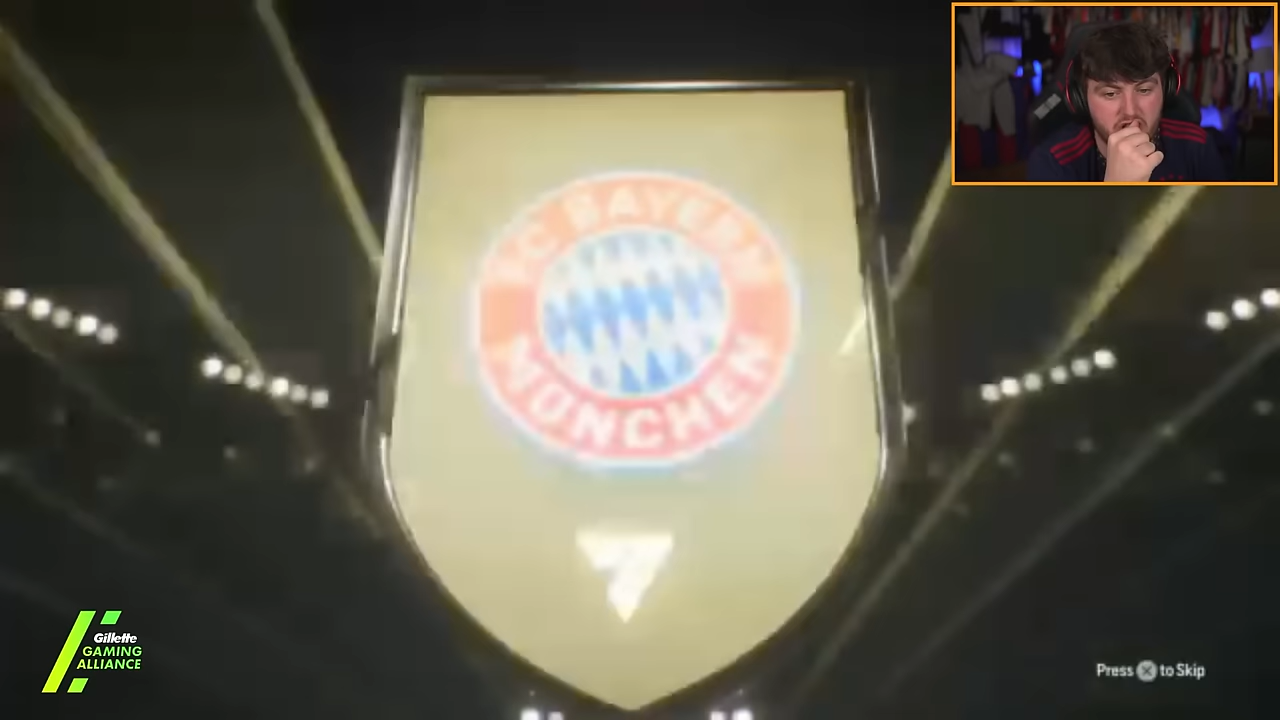 FC BAYERN
MÜNCHEN
Gillette
GAMING
ALLIANCE
Press X to Skip